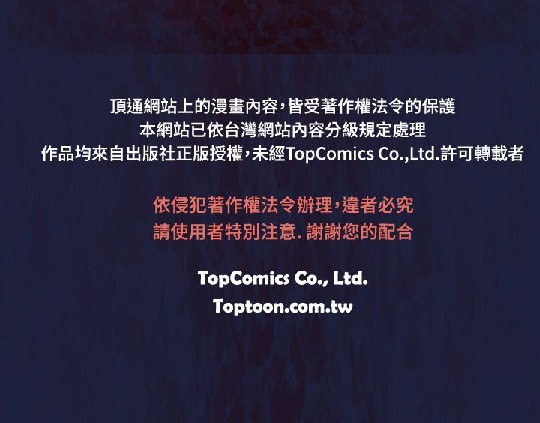 頂通網站上的漫畫內容，皆受著作權法令的保護
本網站已依台灣網站內容分級規定處理
作品均來自出版社正版授權，未經TopComics Co.,Ltd.許可轉載者
依侵犯著作權法令辦理，違者必究
請使用者特別注意. 謝謝您的配合
TopComics Co., Ltd.
Toptoon.com.tw